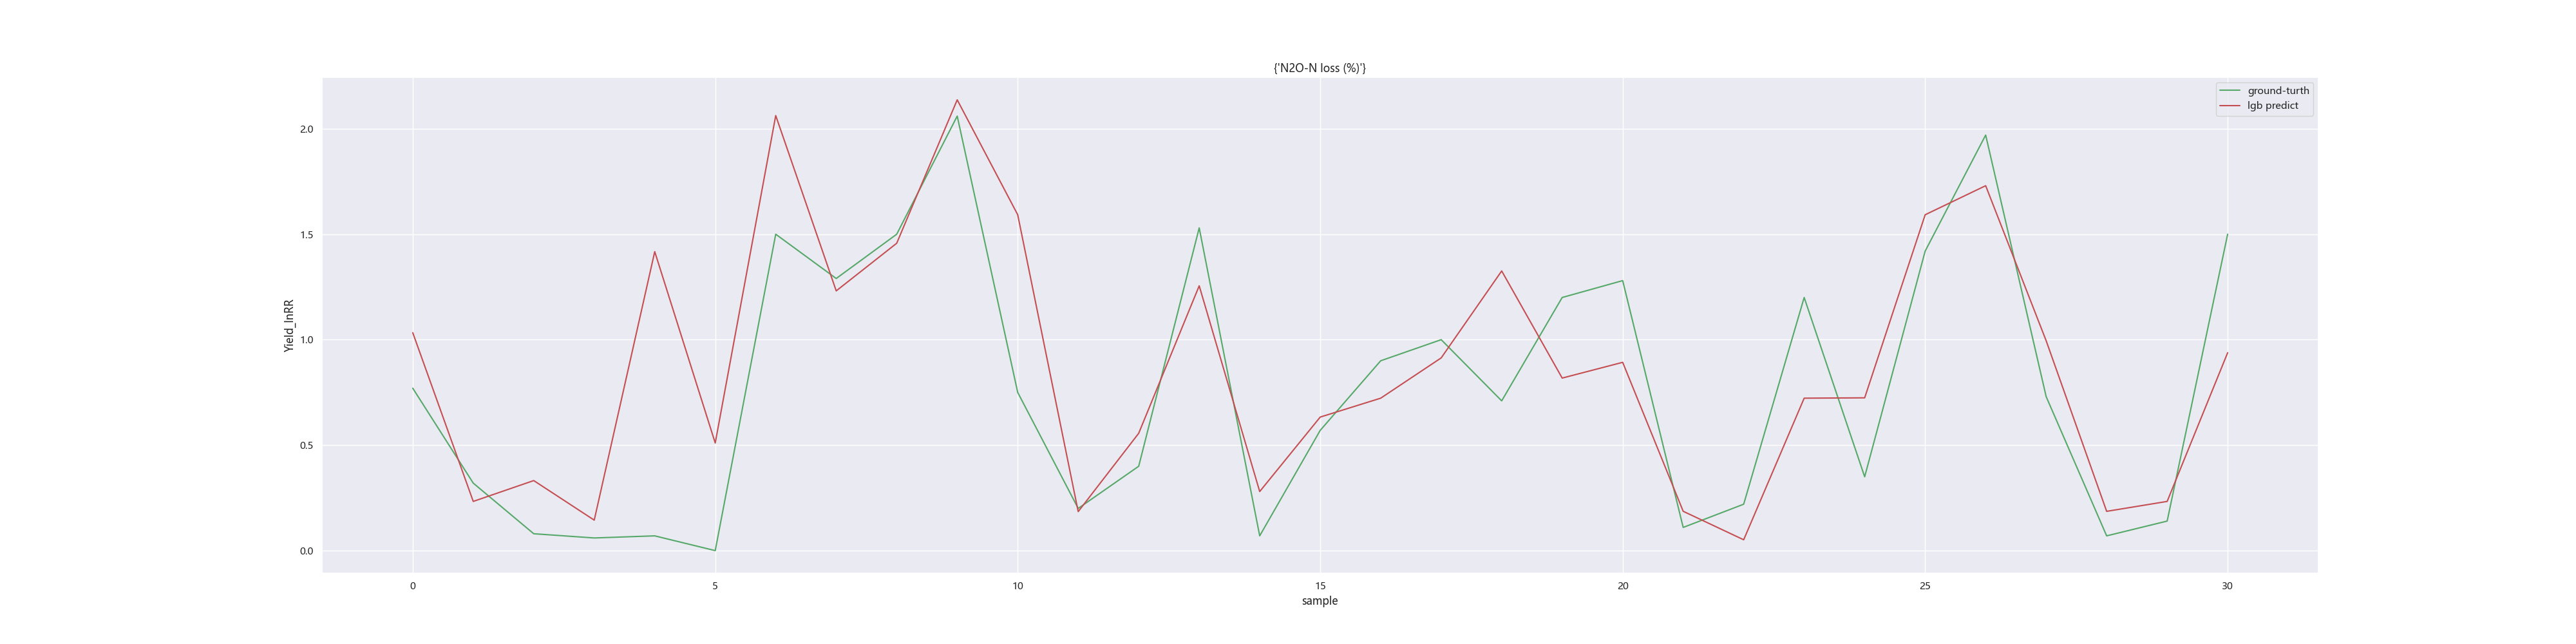 {'N2O-N loss (%)'}
ground-turth
lgb predict
Yield_lnRR
2.0
1.5
1.0
0.5
0.0
0 5 10 15 20 25 30
sample